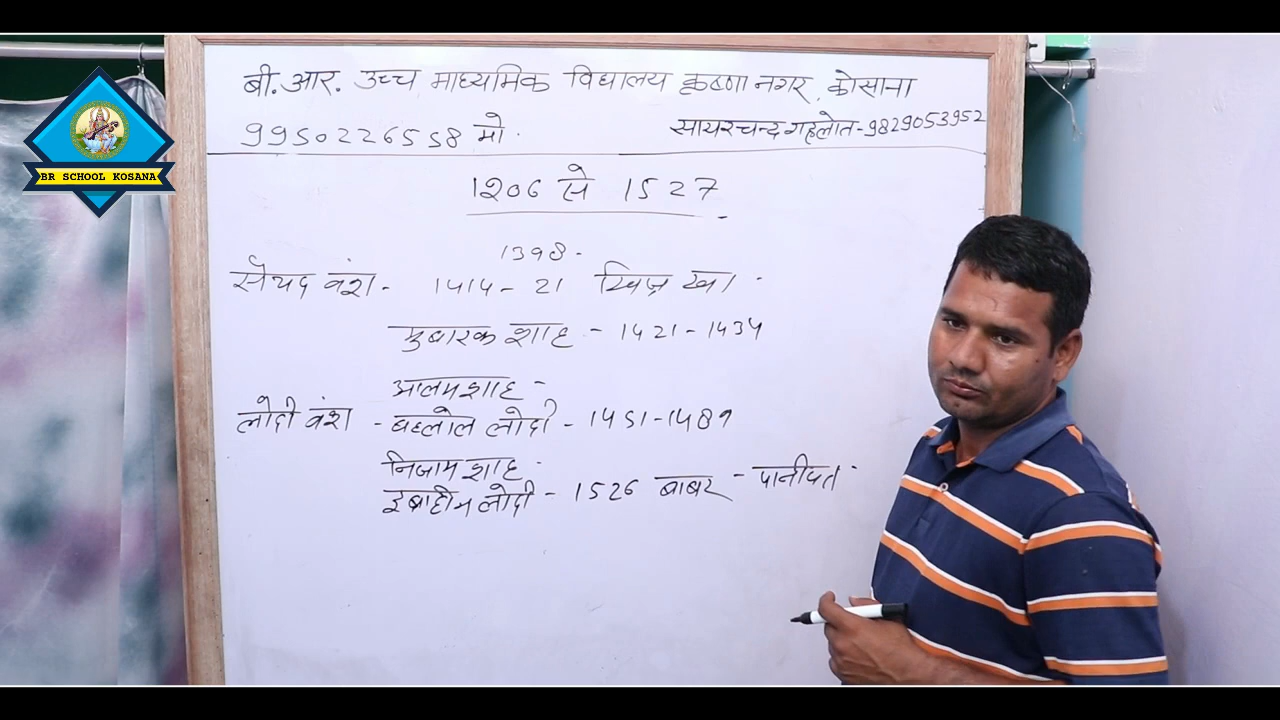 बी.आर. उच्च माध्यमिक विद्यालय कृष्णा नगर, कोसाना
9950226558 मो.
सायरचन्द गहलोत-9829053952
BR SCHOOL KOSANA
1206 से 1527
1398-
सैयद वंश - 1414-21 खिज्र खां -
मुबारक शाह - 1421-1434
आलमशाह -
लोदी वंश - बहलोल लोदी - 1451-1489
निजाम शाह -
इब्राहीम लोदी - 1526 बाबर - पानीपत -